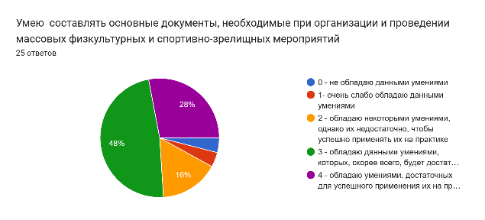 Умею составлять основные документы, необходимые при организации и проведении
массовых физкультурных и спортивно-зрелищных мероприятий
25 ответов
28%
48%
16%
0 - не обладаю данными умениями
1- очень слабо обладаю данными
умениями
2 - обладаю некоторыми умениями,
однако их недостаточно, чтобы
успешно применять их на практике
3 - обладаю данными умениями,
которых, скорее всего, будет достат…
4 - обладаю умениями, достаточных
для успешного применения их на пр…